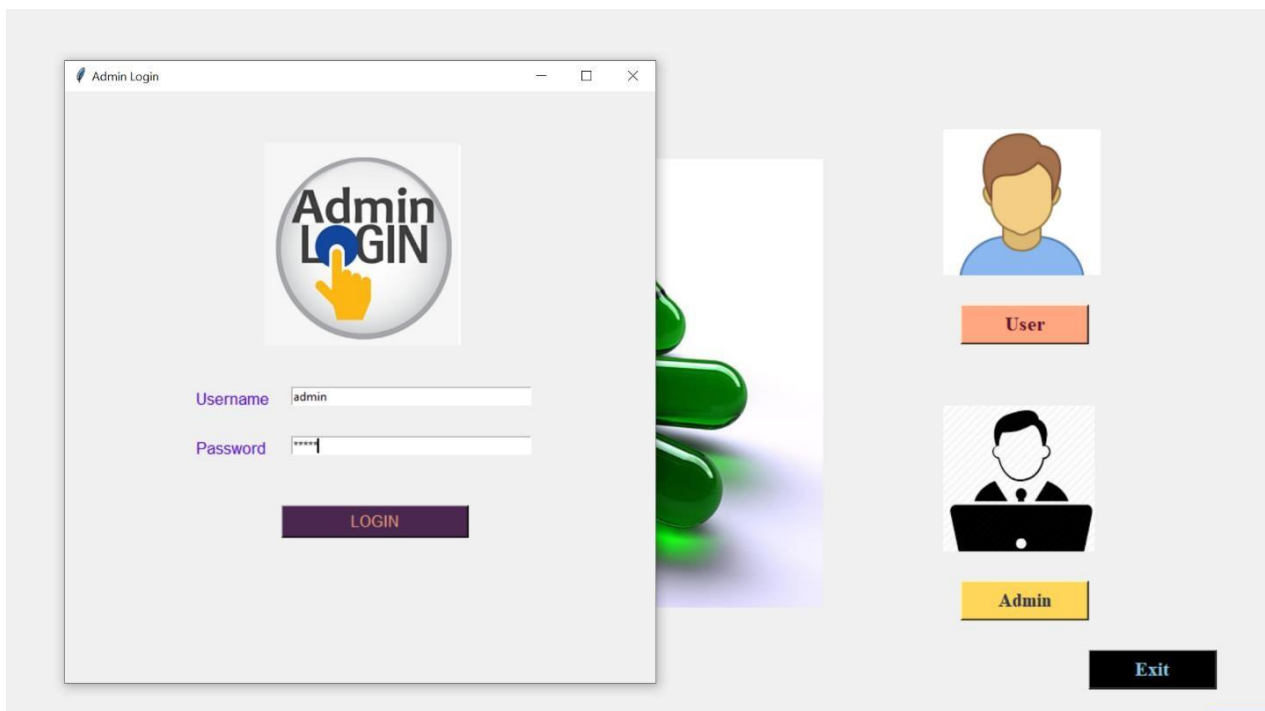 Admin Login
Admin
LOGIN
Username admin
Password *****
LOGIN
User
Admin
Exit